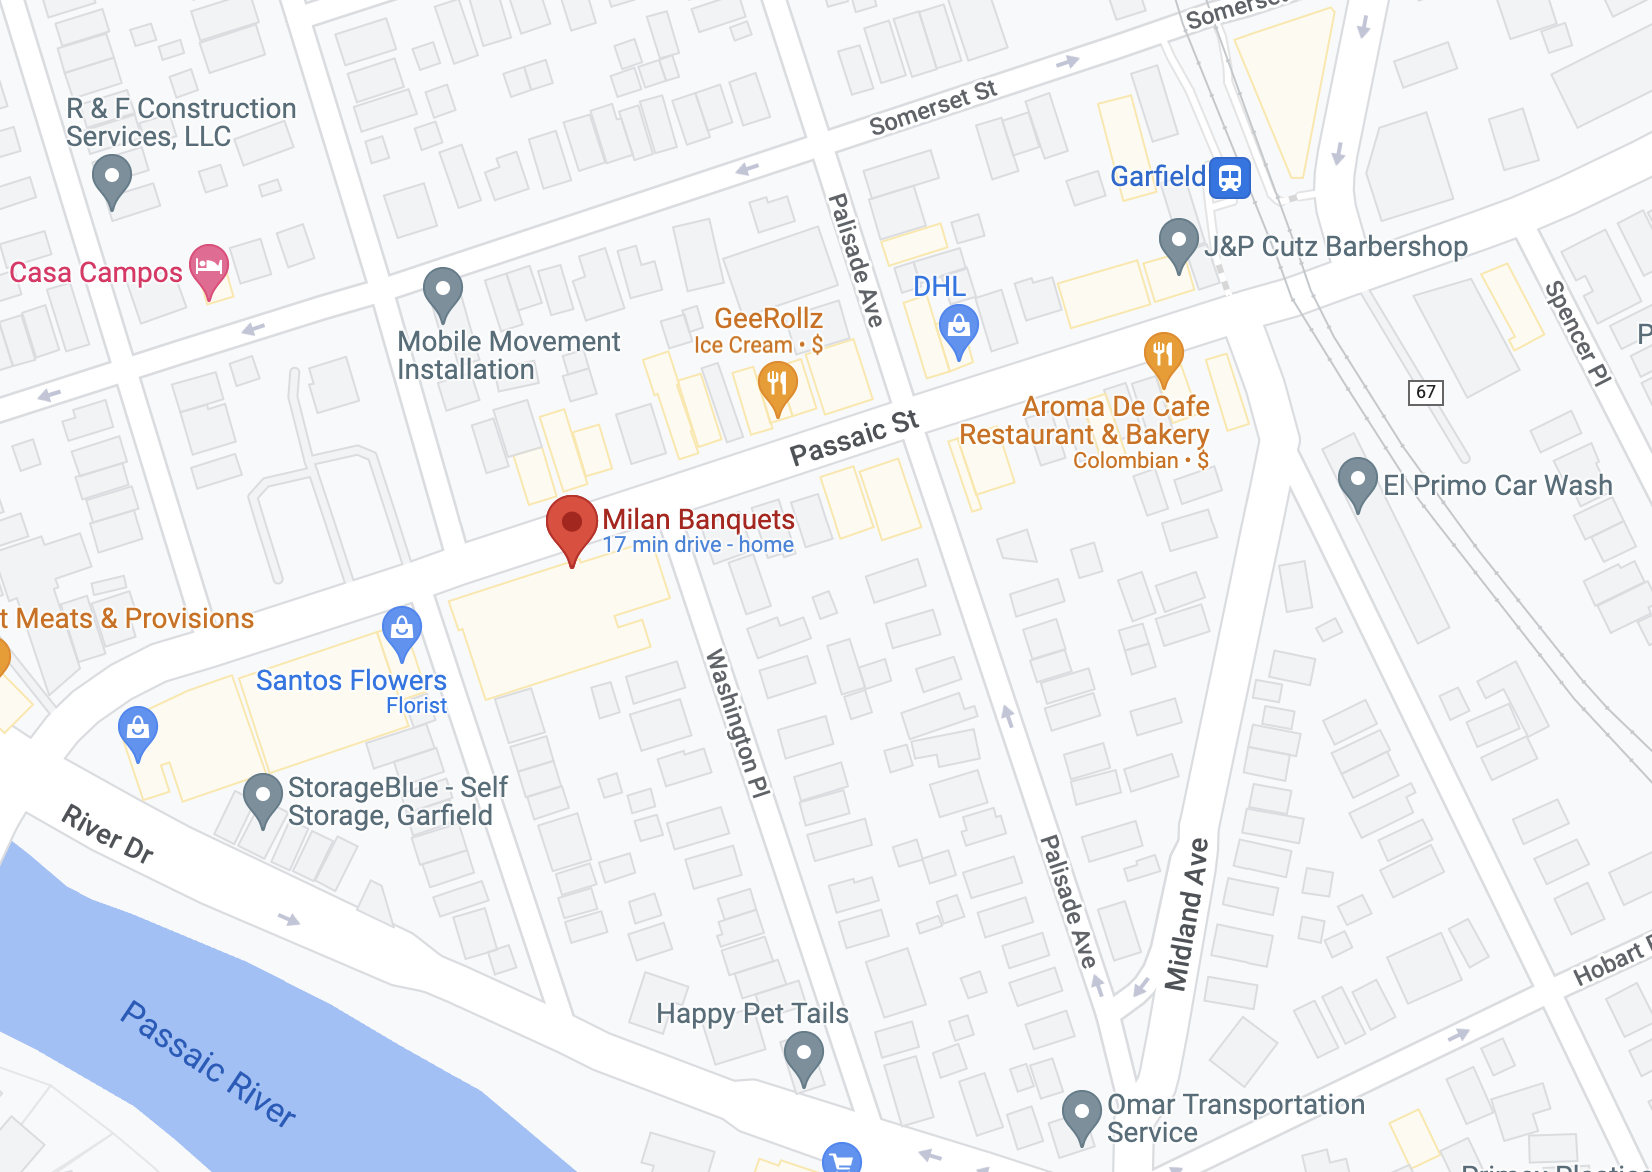 Somerset
R & F Construction
Services, LLC
Somerset St
Garfield
J&P Cutz Barbershop
Casa Campos
Palisade Ave
DHL
Mobile Movement
Installation
GeeRollz
Ice Cream • $
Spencer Pl
P
67
Aroma De Cafe
Restaurant & Bakery
Colombian • $
Passaic St
El Primo Car Wash
Milan Banquets
17 min drive - home
t Meats & Provisions
Santos Flowers
Florist
Washington Pl
StorageBlue - Self
Storage, Garfield
River Dr
Palisade Ave
Midland Ave
Hobart
Passaic River
Happy Pet Tails
Omar Transportation
Service